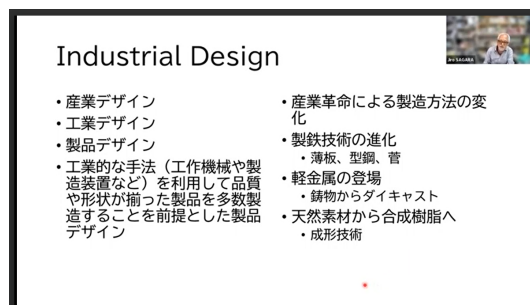 Industrial Design
• 産業デザイン
• 工業デザイン
• 製品デザイン
• 工業的な手法（工作機械や製
造装置など）を利用して品質
や形状が揃った製品を多数製
造することを前提とした製品
デザイン
• 産業革命による製造方法の変
化
• 製鉄技術の進化
• 薄板、型鋼、菅
• 軽金属の登場
• 鋳物からダイキャスト
• 天然素材から合成樹脂へ
• 成形技術
Jiro SAGARA